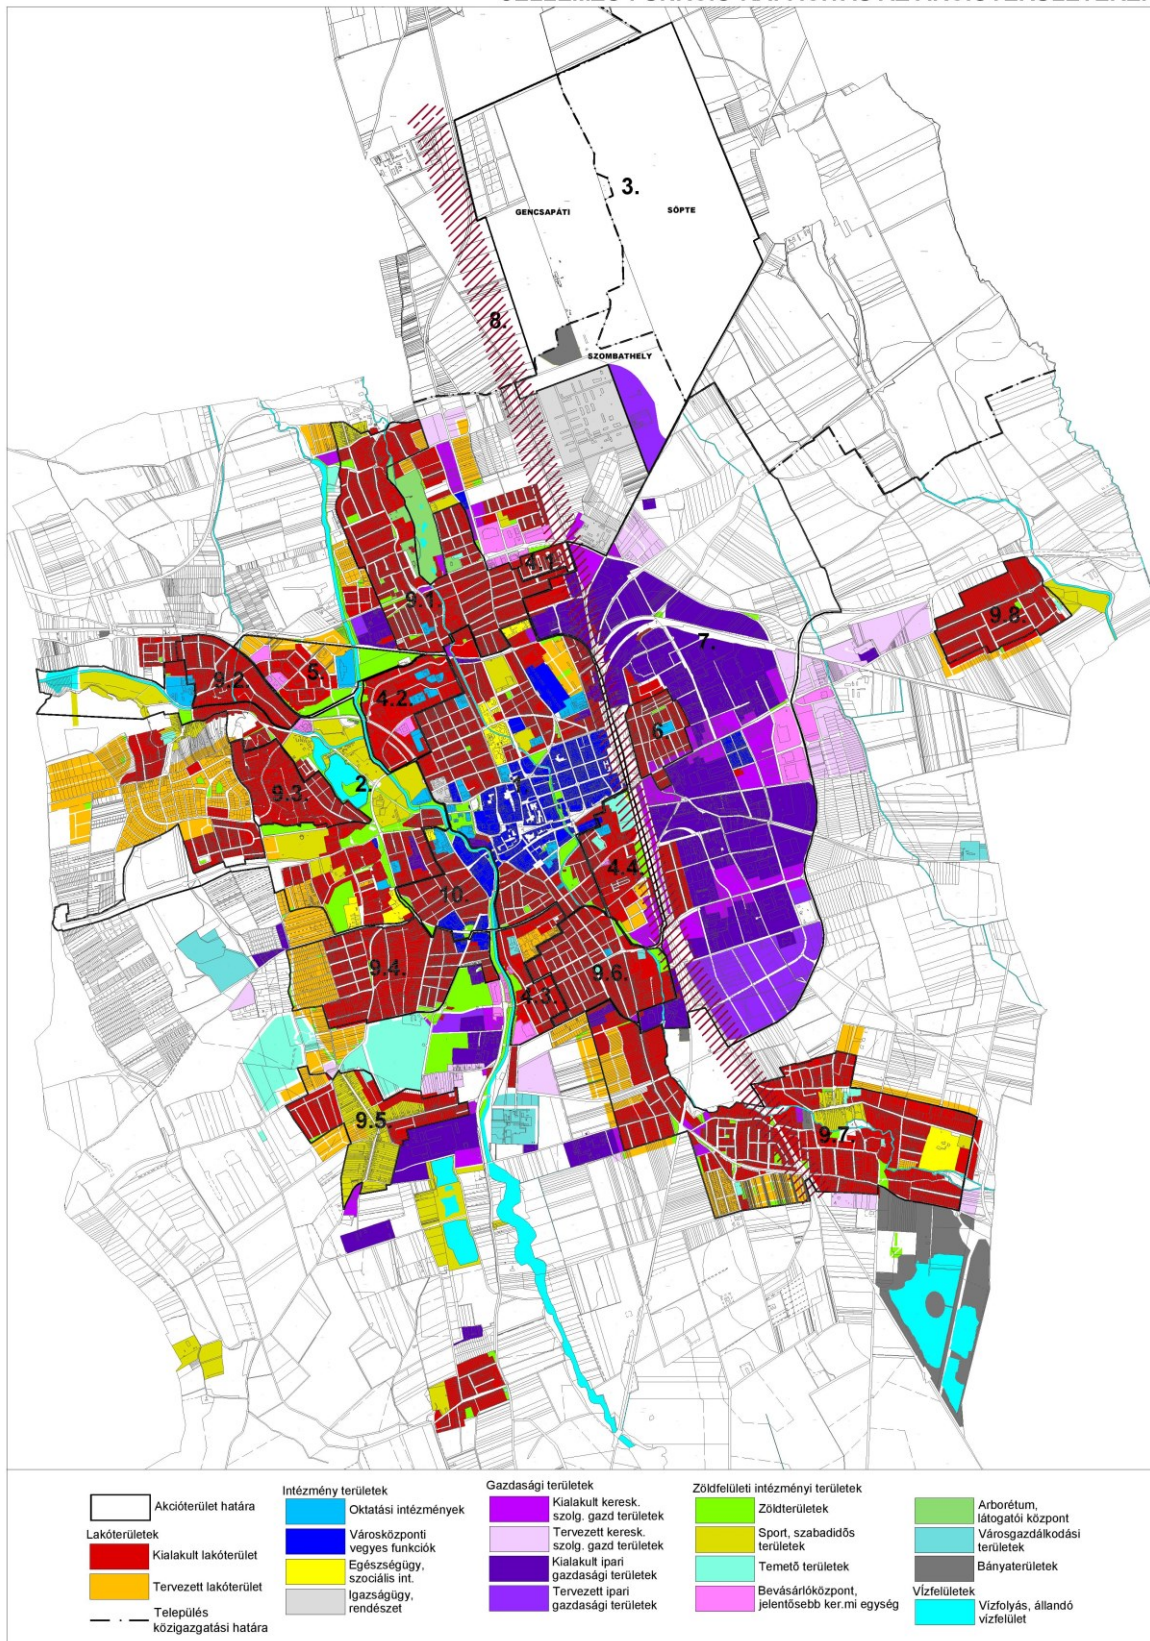 3.
GENCSAPÁTI
SÖPTE
8.
SZOMBATHELY
4.1.
9.1.
9.8.
7.
9.2.
5.
4.2.
6
2.
9.3.
4.4.
10.
9.4.
9.6.
4.3.
9.5.
9.7.
Akcióterület határa
Lakóterületek
Kialakult lakóterület
Tervezett lakóterület
Település
közigazgatási határa
Intézmény területek
Oktatási intézmények
Városközponti
vegyes funkciók
Egészségügy,
szociális int.
Igazságügy,
rendészet
Gazdasági területek
Kialakult keresk.
szolg. gazd területek
Tervezett keresk.
szolg. gazd területek
Kialakult ipari
gazdasági területek
Tervezett ipari
gazdasági területek
Zöldfelületi intézményi területek
Zöldterületek
Sport, szabadidős
területek
Temető területek
Bevásárlóközpont,
jelentősebb ker.mi egység
Arborétum,
látogatói központ
Városgazdálkodási
területek
Bányaterületek
Vízfelületek
Vízfolyás, állandó
vízfelület